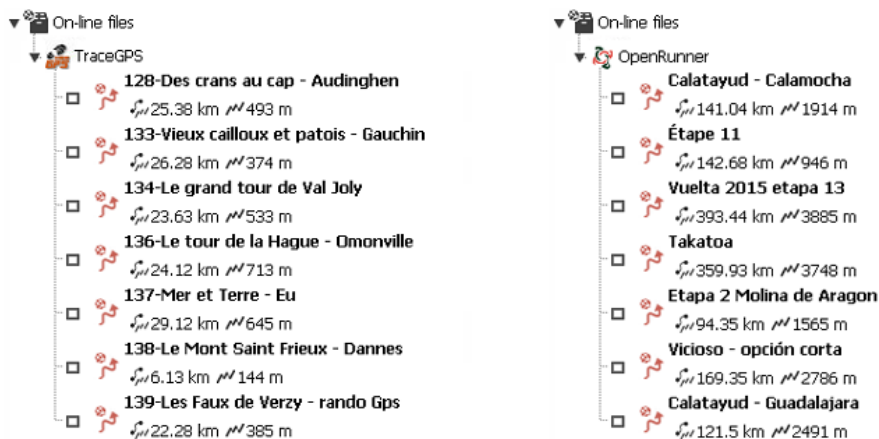 On-line files
TraceGPS
128-Des crans au cap - Audinghen
25.38 km 493 m
133-Vieux cailloux et patois - Gauchin
26.28 km 374 m
134-Le grand tour de Val Joly
23.63 km 533 m
136-Le tour de la Hague - Omonville
24.12 km 713 m
137-Mer et Terre - Eu
29.12 km 645 m
138-Le Mont Saint Frieux - Dannes
6.13 km 144 m
139-Les Faux de Verzy - rando Gps
22.28 km 385 m
On-line files
OpenRunner
Calatayud - Calamocha
141.04 km 1914 m
Étape 11
142.68 km 946 m
Vuelta 2015 etapa 13
393.44 km 3885 m
Takatoa
359.93 km 3748 m
Etapa 2 Molina de Aragon
94.35 km 1565 m
Vicioso - opción corta
169.35 km 2786 m
Calatayud - Guadalajara
121.5 km 2491 m